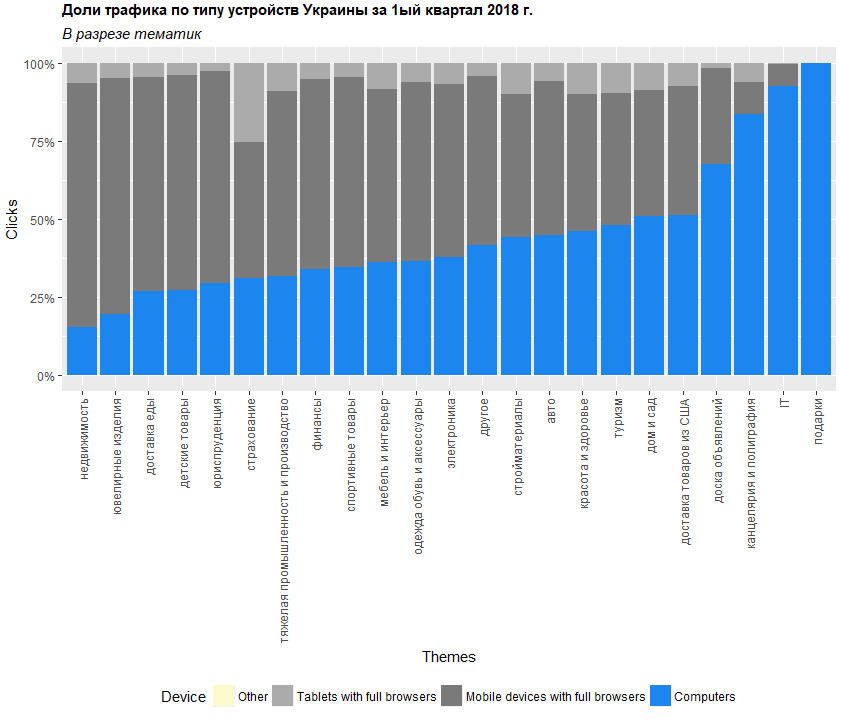 Доли трафика по типу устройств Украины за 1ый квартал 2018 г.
В разрезе тематик
100%
75%
50%
25%
0%
Clicks
недвижимость
ювелирные изделия
доставка еды
детские товары
юриспруденция
страхование
тяжелая промышленность и производство
финансы
спортивные товары
мебель и интерьер
одежда обувь и аксессуары
электроника
другое
стройматериалы
авто
красота и здоровье
туризм
дом и сад
доставка товаров из США
доска объявлений
канцелярия и полиграфия
IT
подарки
Themes
Device Other Tablets with full browsers Mobile devices with full browsers Computers